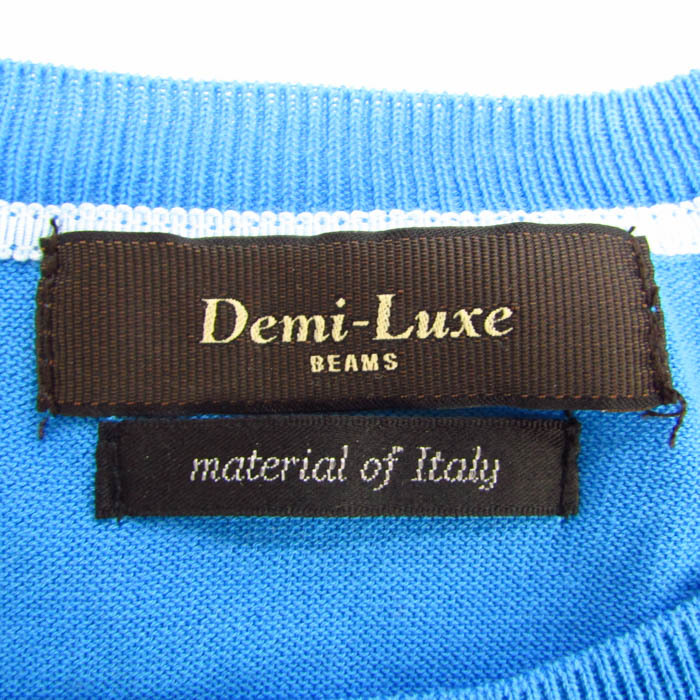 Demi-Luxe
BEAMS
material of Italy